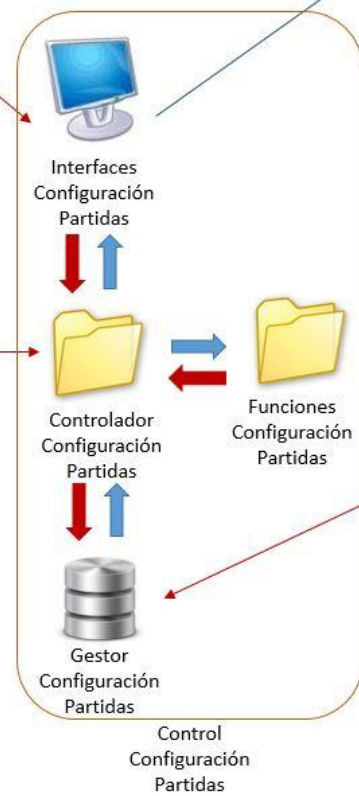 Interfaces
Configuración
Partidas
Controlador
Configuración
Partidas
Funciones
Configuración
Partidas
Gestor
Configuración
Partidas
Control
Configuración
Partidas